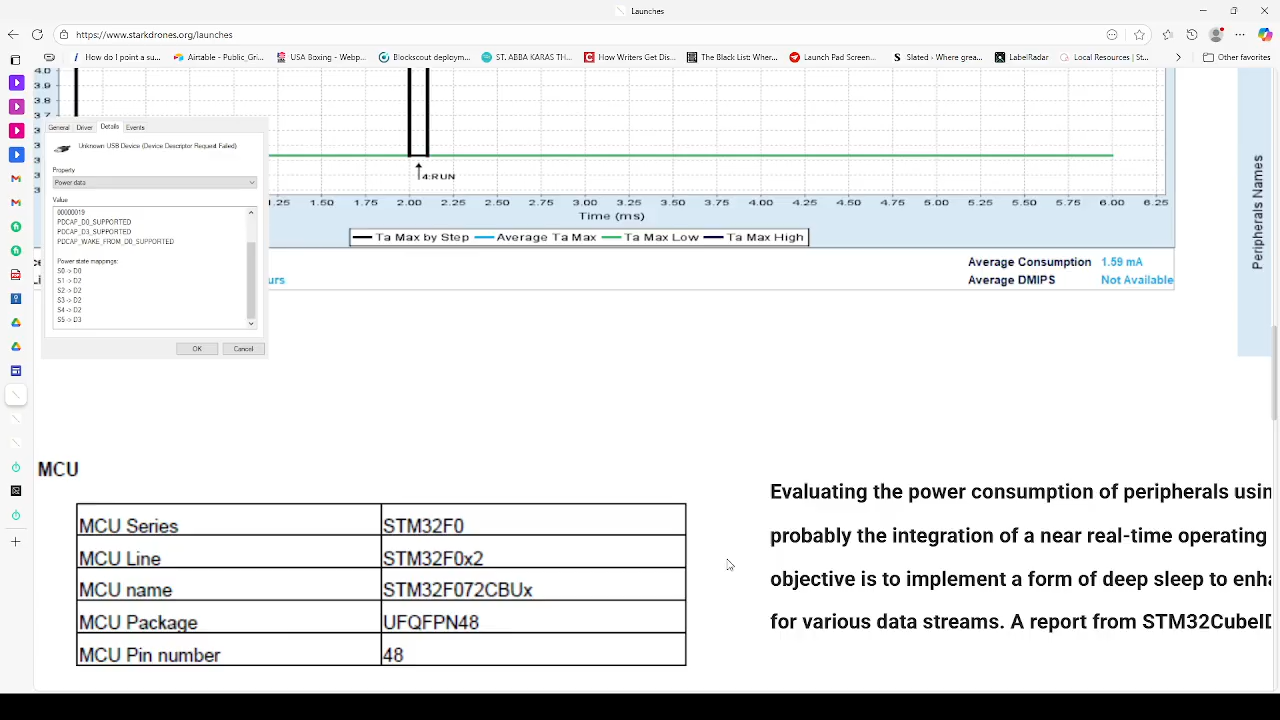 Launches
https://www.starkdrones.org/launches
How do I point a su...
Airtable - Public_Gri...
USA Boxing - Webp...
Blockscout deploym...
ST. ABBA KARAS TH...
How Writers Get Dis...
The Black List Wher...
Launch Pad Screen...
Slated - Where grea...
LabelRadar
Local Resources | St...
Other favorites
4.0
3.9
3.8
3.7
4:RUN
1.25 1.50 1.75 2.00 2.25 2.50 2.75 3.00 3.25 3.50 3.75 4.00 4.25 4.50 4.75 5.00 5.25 5.50 5.75 6.00 6.25
Time (ms)
Ta Max by Step Average Ta Max Ta Max Low Ta Max High
urs
Average Consumption 1.59 mA
Average DMIPS Not Available
Peripherals Names
General Driver Details Events
Unknown USB Device (Device Descriptor Request Failed)
Property
Power data
Value
00000019
PDCAP_D0_SUPPORTED
PDCAP_D3_SUPPORTED
PDCAP_WAKE_FROM_D0_SUPPORTED
Power state mappings:
S0 -> D0
S1 -> D2
S2 -> D2
S3 -> D2
S4 -> D2
S5 -> D3
OK Cancel
MCU
MCU Series STM32F0
MCU Line STM32F0x2
MCU name STM32F072CBUx
MCU Package UFQFPN48
MCU Pin number 48
Evaluating the power consumption of peripherals usin
probably the integration of a near real-time operating
objective is to implement a form of deep sleep to enha
for various data streams. A report from STM32CubeID